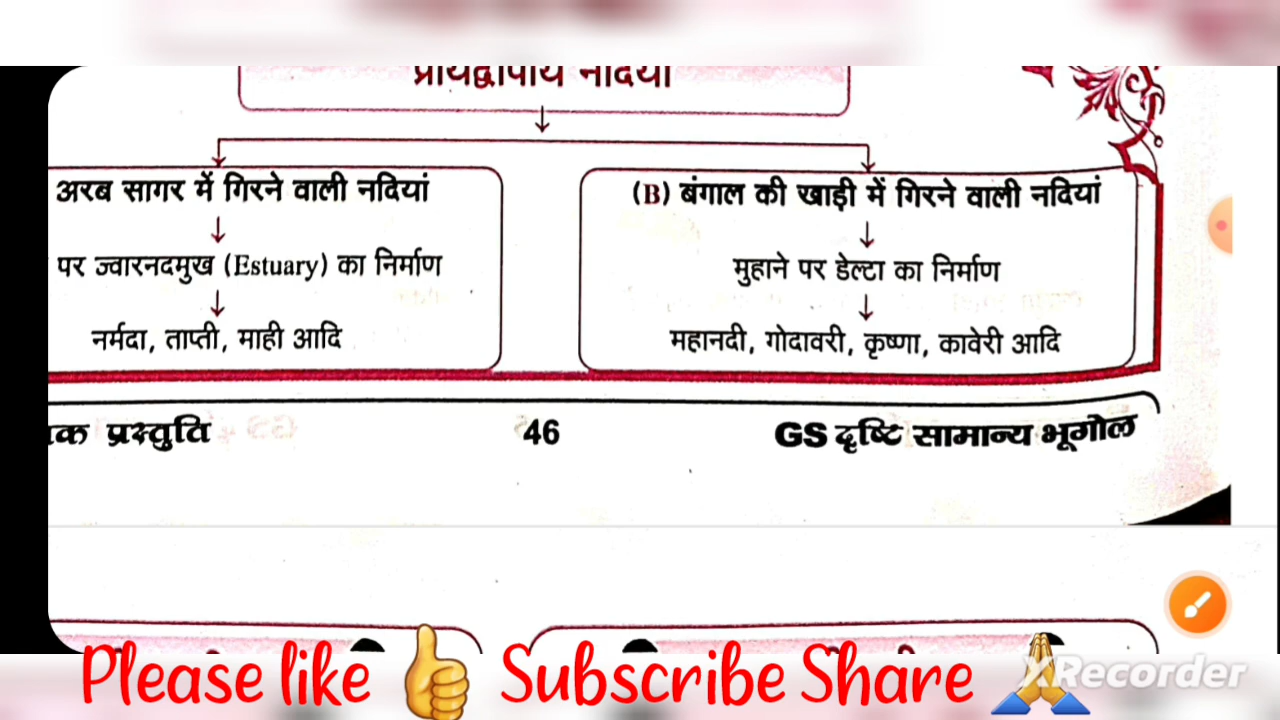 प्रायद्वीपीय नदियाँ
अरब सागर में गिरने वाली नदियां
पर ज्वारनदमुख (Estuary) का निर्माण
नर्मदा, ताप्ती, माही आदि
(B) बंगाल की खाड़ी में गिरने वाली नदियां
मुहाने पर डेल्टा का निर्माण
महानदी, गोदावरी, कृष्णा, कावेरी आदि
प्रस्तुति
46
GS दृष्टि सामान्य भूगोल
Please like 👍 Subscribe Share 🙏
XRecorder